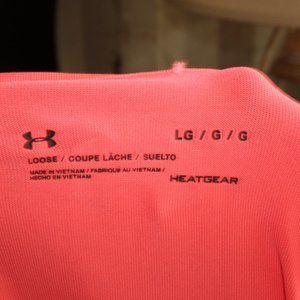 LG / G / G
LOOSE / COUPE LÂCHE / SUELTO
MADE IN VIETNAM / FABRIQUÉ AU VIETNAM /
HECHO EN VIETNAM
HEATGEAR